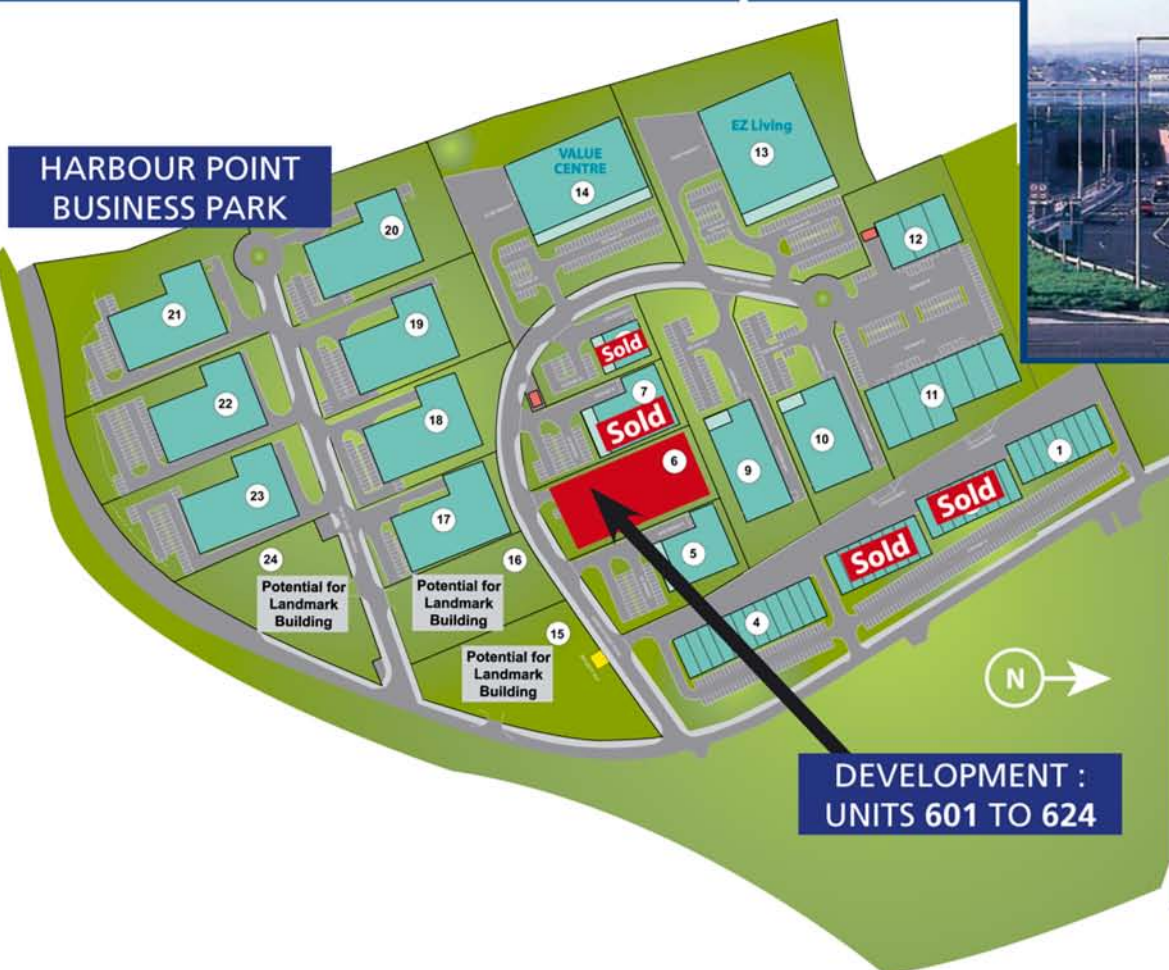 HARBOUR POINT
BUSINESS PARK
EZ Living
13
VALUE
CENTRE
14
20
12
21
19
Sold
22
18
7
Sold
11
10
9
6
1
23
17
Sold
5
Sold
24
16
Potential for
Landmark
Building
Potential for
Landmark
Building
4
15
Potential for
Landmark
Building
N
DEVELOPMENT :
UNITS 601 TO 624